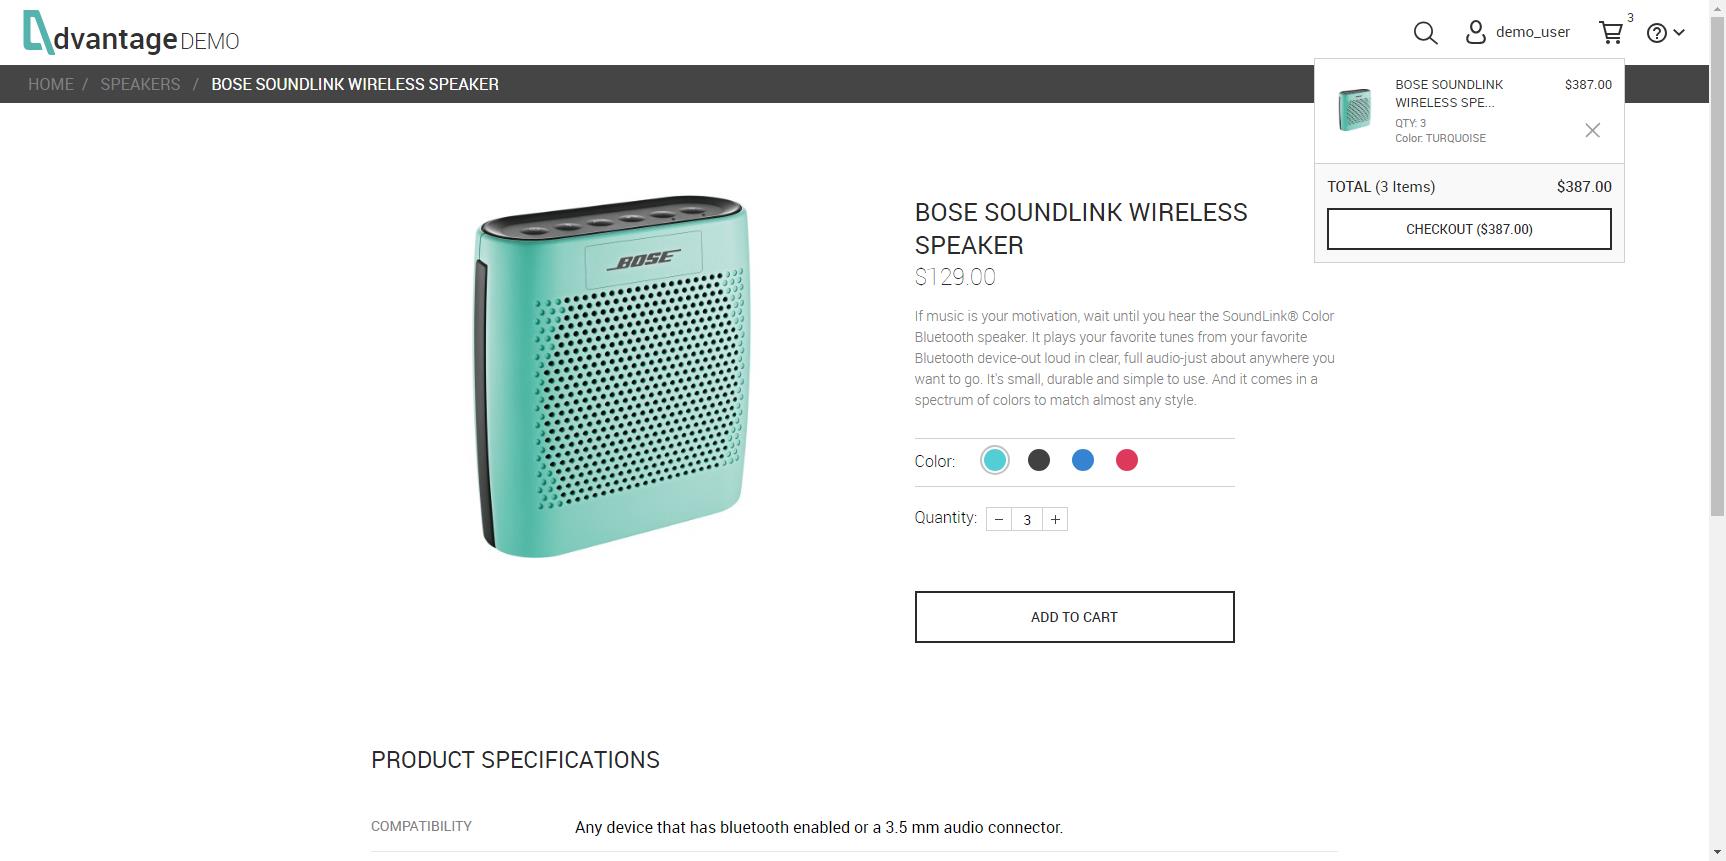 dvantage DEMO
demo_user
3
HOME / SPEAKERS / BOSE SOUNDLINK WIRELESS SPEAKER
BOSE SOUNDLINK
WIRELESS SPE...
$387.00
QTY: 3
Color: TURQUOISE
TOTAL (3 Items) $387.00
CHECKOUT ($387.00)
BOSE
BOSE SOUNDLINK WIRELESS
SPEAKER
$129.00
If music is your motivation, wait until you hear the SoundLink® Color
Bluetooth speaker. It plays your favorite tunes from your favorite
Bluetooth device-out loud in clear, full audio-just about anywhere you
want to go. It's small, durable and simple to use. And it comes in a
spectrum of colors to match almost any style.
Color:
Quantity: − 3 +
ADD TO CART
PRODUCT SPECIFICATIONS
COMPATIBILITY Any device that has bluetooth enabled or a 3.5 mm audio connector.